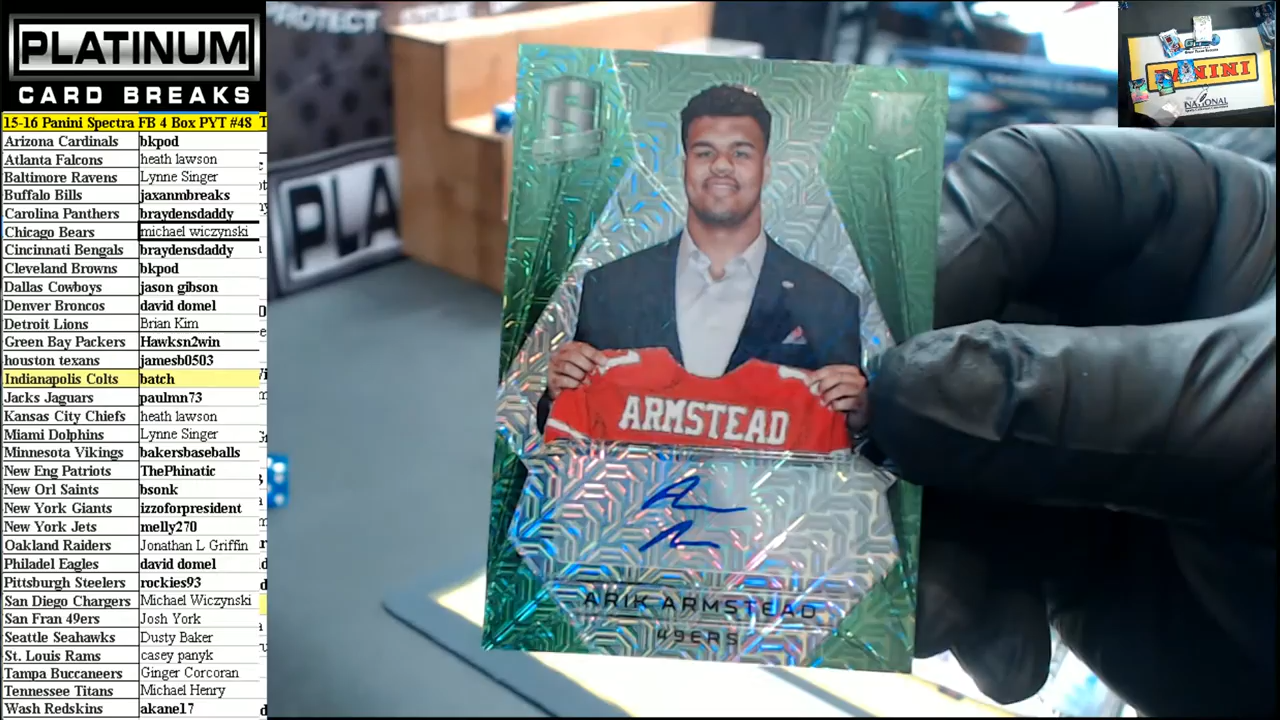 PLATINUM
CARD BREAKS
15-16 Panini Spectra FB 4 Box PYT #48
Arizona Cardinals bkpod
Atlanta Falcons heath lawson
Baltimore Ravens Lynne Singer
Buffalo Bills jaxanmbreaks
Carolina Panthers braydensdaddy
Chicago Bears michael wiczynski
Cincinnati Bengals braydensdaddy
Cleveland Browns bkpod
Dallas Cowboys jason gibson
Denver Broncos david domel
Detroit Lions Brian Kim
Green Bay Packers Hawksn2win
houston texans jamesb0503
Indianapolis Colts batch
Jacks Jaguars paulmn73
Kansas City Chiefs heath lawson
Miami Dolphins Lynne Singer
Minnesota Vikings bakersbaseballs
New Eng Patriots ThePhinatic
New Orl Saints bsonk
New York Giants izzoforpresident
New York Jets melly270
Oakland Raiders Jonathan L Griffin
Philadel Eagles david domel
Pittsburgh Steelers rockies93
San Diego Chargers Michael Wiczynski
San Fran 49ers Josh York
Seattle Seahawks Dusty Baker
St. Louis Rams casey panyk
Tampa Buccaneers Ginger Corcoran
Tennessee Titans Michael Henry
Wash Redskins akane17
PROTECT
PLA
S
ARMSTEAD
ARIK ARMSTEAD
49ERS
PANINI
NATIONAL